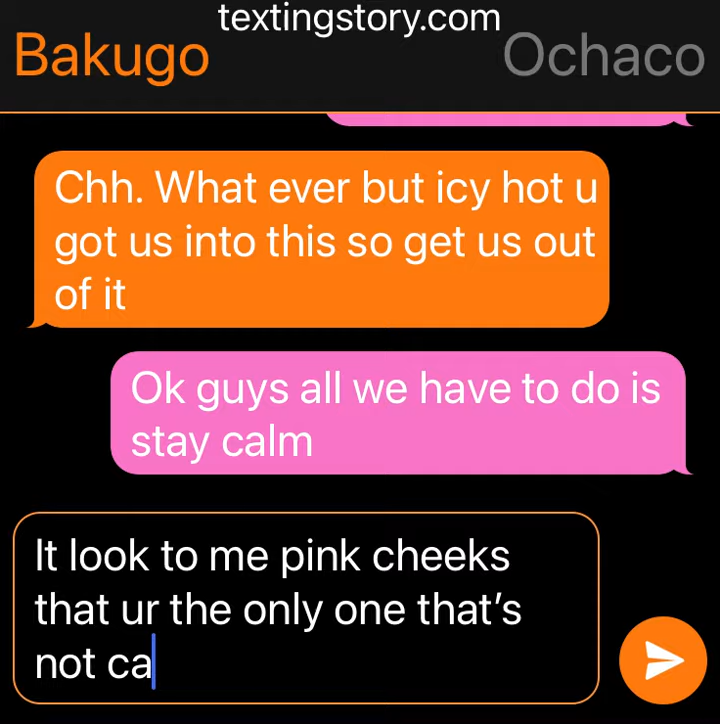 textingstory.com
Bakugo
Ochaco
Chh. What ever but icy hot u
got us into this so get us out
of it
Ok guys all we have to do is
stay calm
It look to me pink cheeks
that ur the only one that’s
not ca